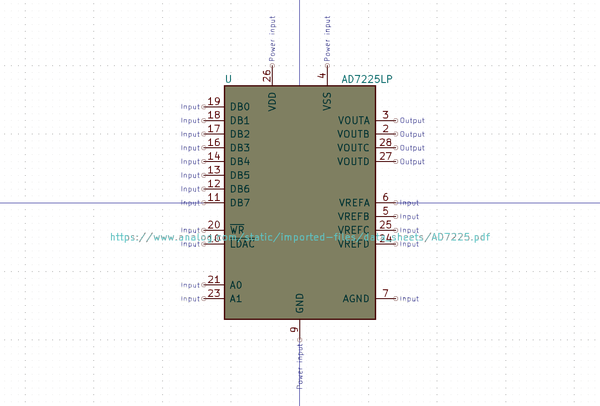 Power input
Power input
26
4
U
AD7225LP
VDD
VSS
Input 19 DB0
Input 18 DB1
VOUTA 3 Output
Input 17 DB2
VOUTB 2 Output
Input 16 DB3
VOUTC 28 Output
Input 14 DB4
VOUTD 27 Output
Input 13 DB5
Input 12 DB6
Input 11 DB7
VREFA 6 Input
VREFB 5 Input
Input 20 WR
VREFC 25 Input
https://www.analog.com/static/imported-files/data_sheets/AD7225.pdf
Input 10 LDAC
VREFD 24 Input
Input 21 A0
Input 23 A1
AGND 7 Input
GND
9
Power input